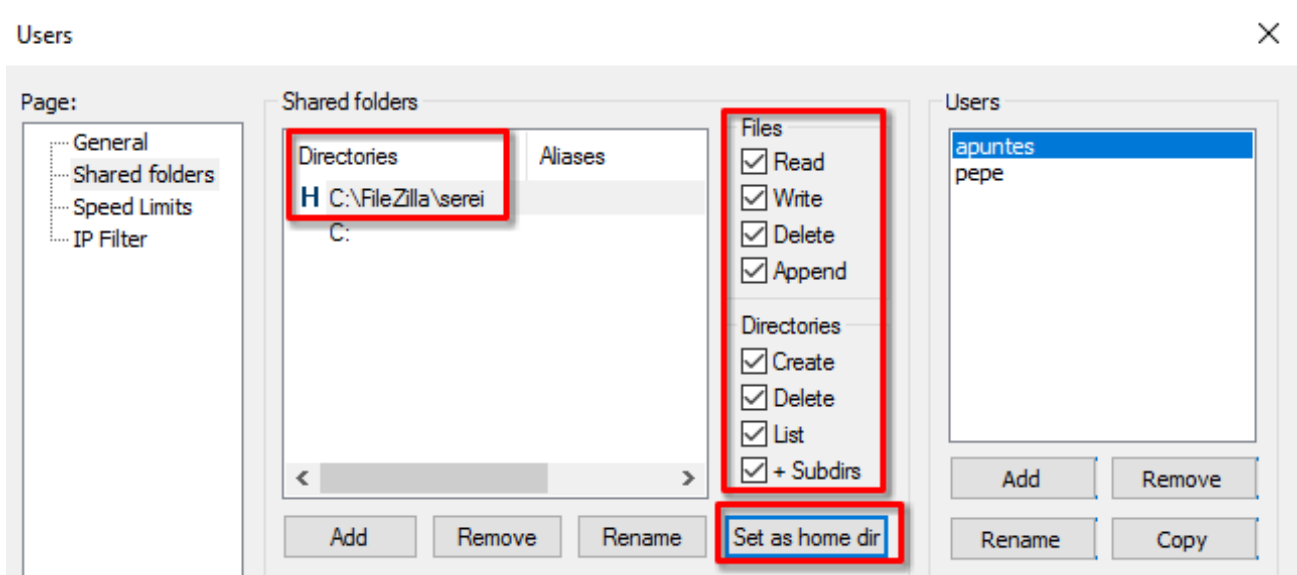 Users
Page:
General
Shared folders
Speed Limits
IP Filter
Shared folders
Directories Aliases
H C:\FileZilla\serei
C:
Add Remove Rename
Files
Read
Write
Delete
Append
Directories
Create
Delete
List
+ Subdirs
Set as home dir
Users
apuntes
pepe
Add Remove
Rename Copy